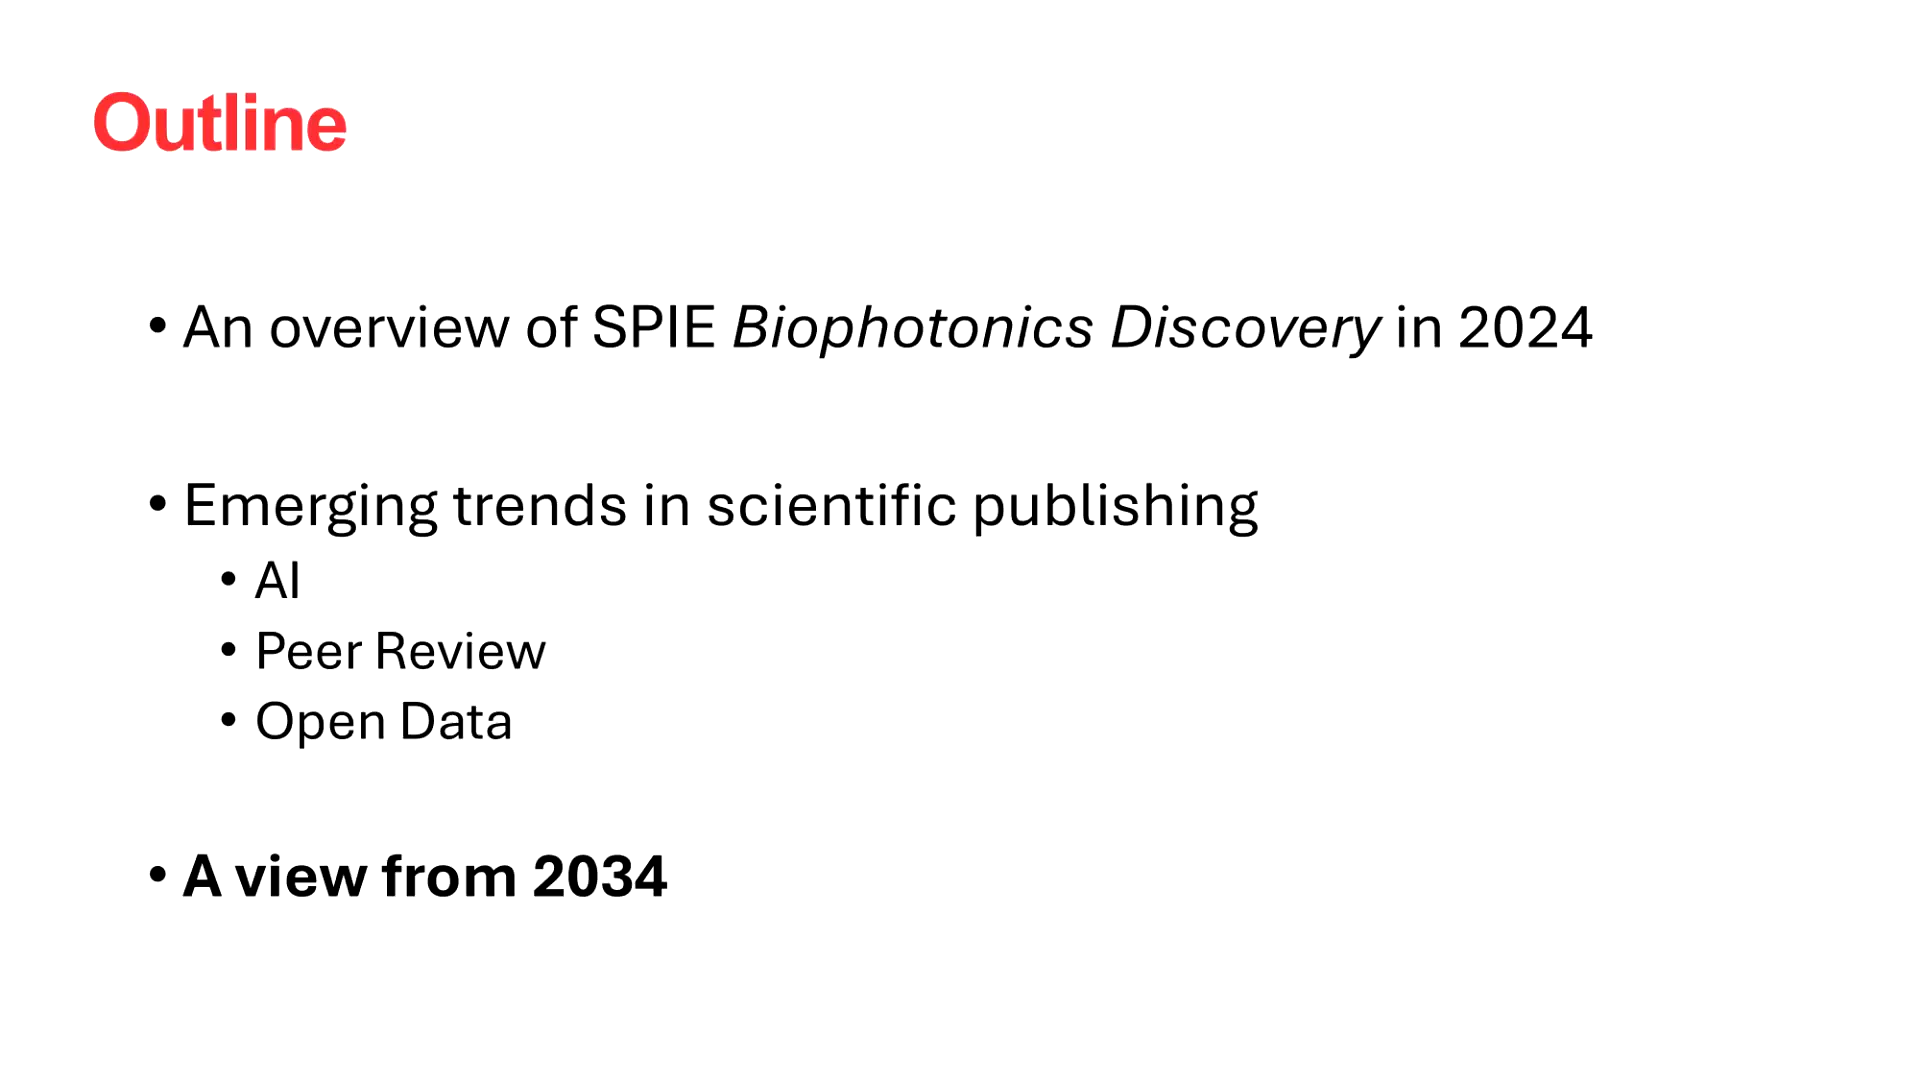 Outline
• An overview of SPIE Biophotonics Discovery in 2024
• Emerging trends in scientific publishing
• AI
• Peer Review
• Open Data
• A view from 2034